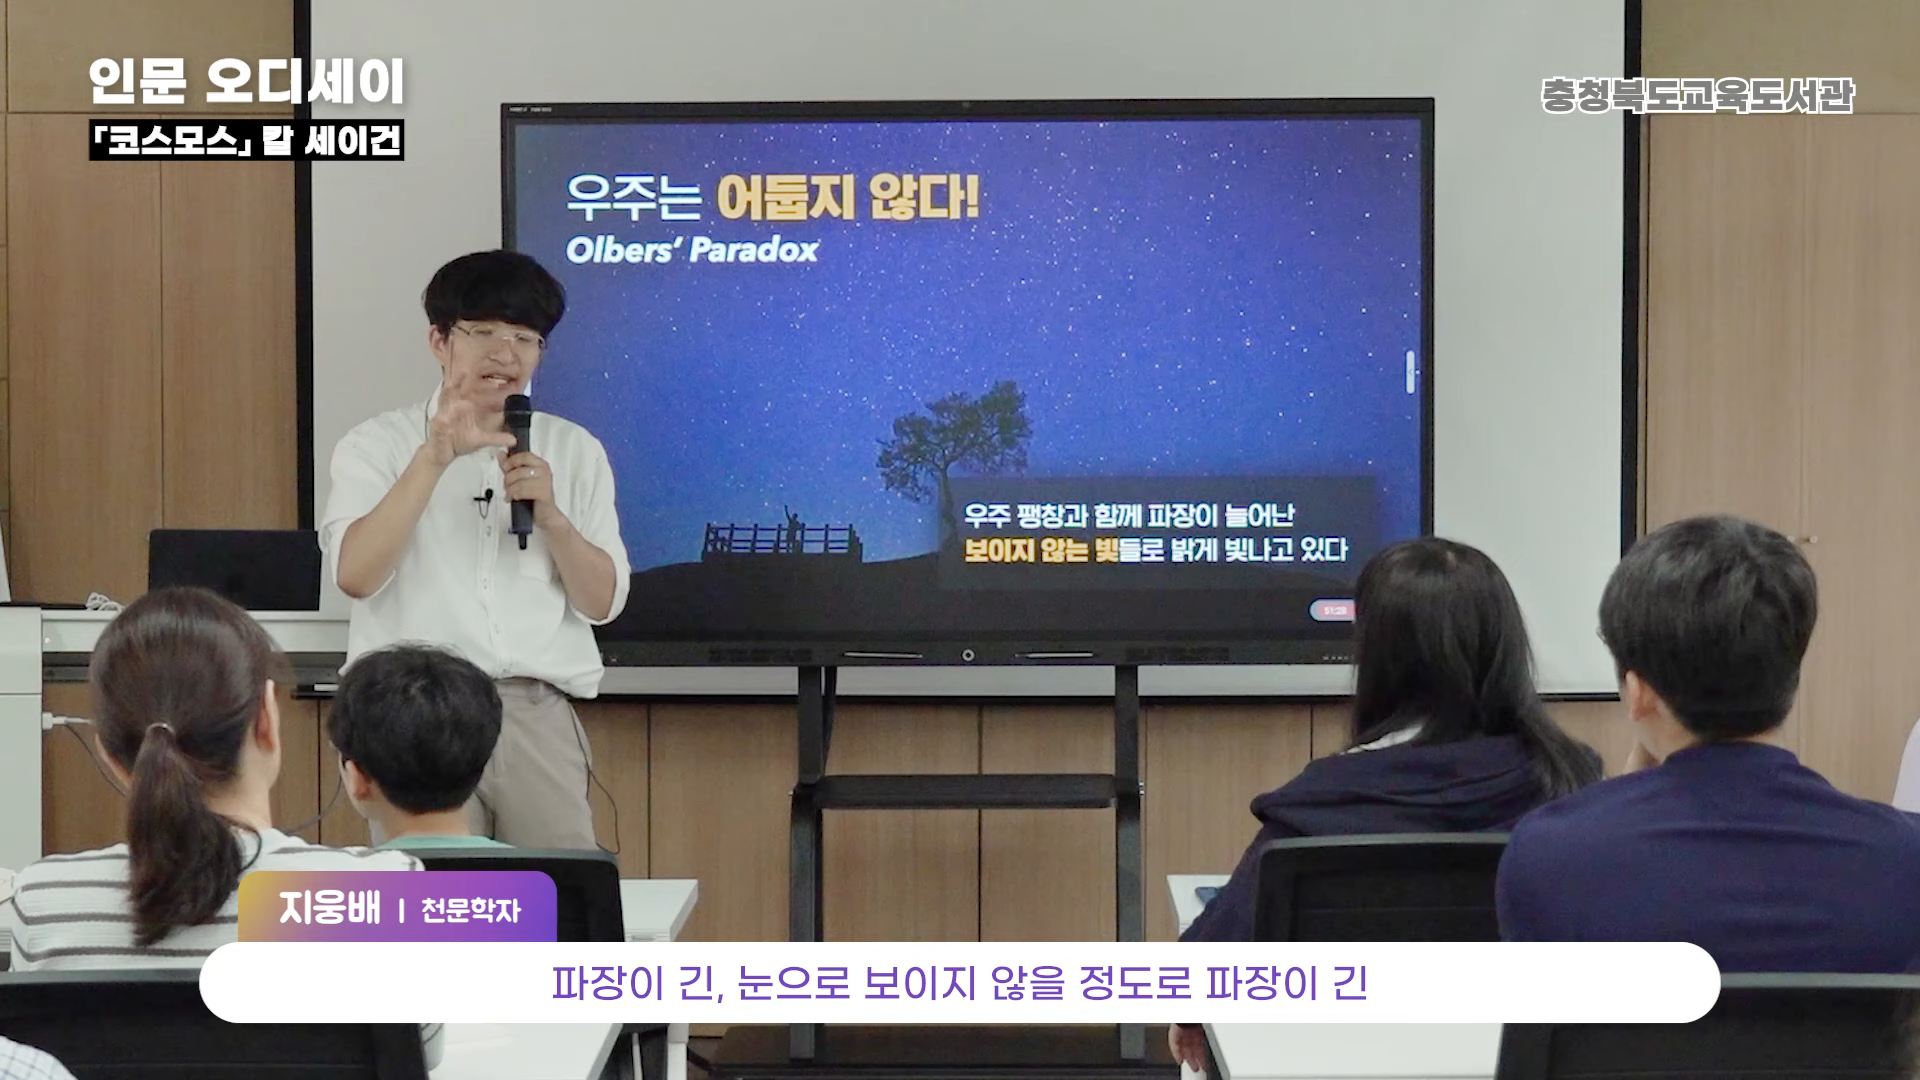 인문 오디세이
「코스모스」 칼 세이건
충청북도교육도서관
우주는 어둡지 않다!
Olbers' Paradox
우주 팽창과 함께 파장이 늘어난
보이지 않는 빛들로 밝게 빛나고 있다
51:28
지웅배 | 천문학자
파장이 긴, 눈으로 보이지 않을 정도로 파장이 긴